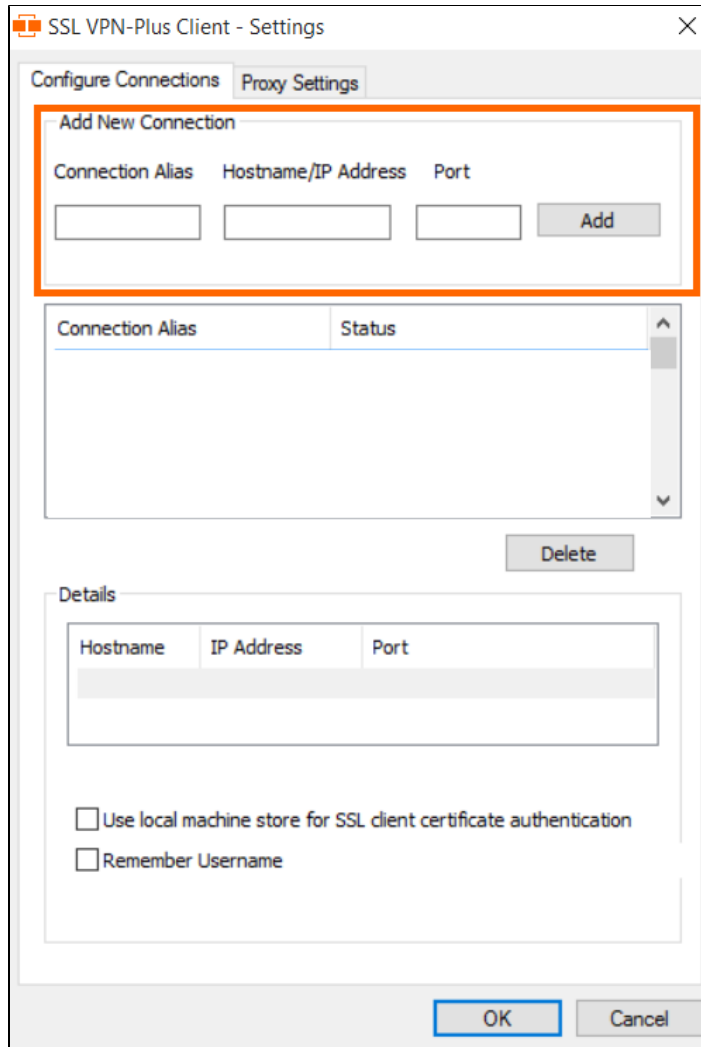 SSL VPN-Plus Client - Settings
Configure Connections Proxy Settings
Add New Connection
Connection Alias Hostname/IP Address Port
Add
Connection Alias Status
Delete
Details
Hostname IP Address Port
Use local machine store for SSL client certificate authentication
Remember Username
OK Cancel